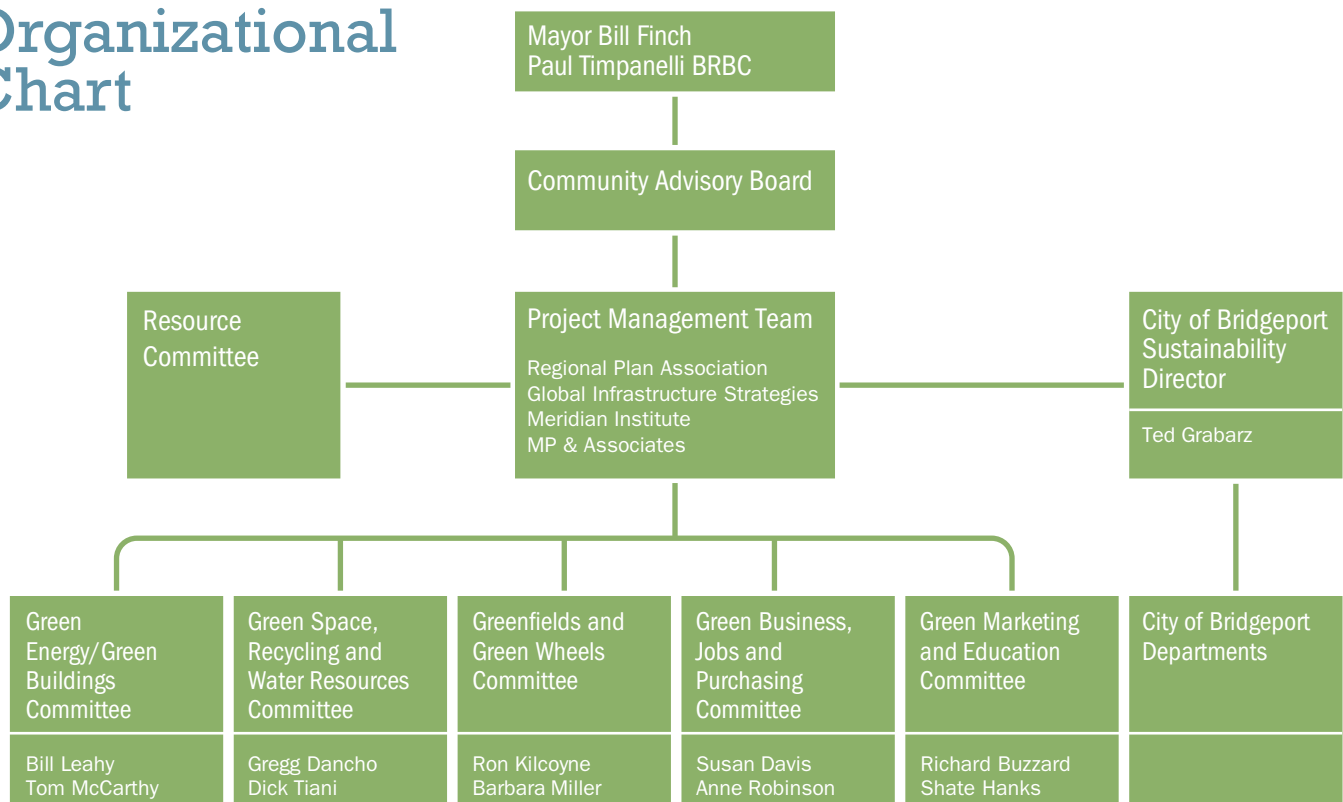 Organizational
Chart
Mayor Bill Finch
Paul Timpanelli BRBC
Community Advisory Board
Resource
Committee
Project Management Team
Regional Plan Association
Global Infrastructure Strategies
Meridian Institute
MP & Associates
City of Bridgeport
Sustainability
Director
Ted Grabarz
Green
Energy/Green
Buildings
Committee
Bill Leahy
Tom McCarthy
Green Space,
Recycling and
Water Resources
Committee
Gregg Dancho
Dick Tiani
Greenfields and
Green Wheels
Committee
Ron Kilcoyne
Barbara Miller
Green Business,
Jobs and
Purchasing
Committee
Susan Davis
Anne Robinson
Green Marketing
and Education
Committee
Richard Buzzard
Shate Hanks
City of Bridgeport
Departments